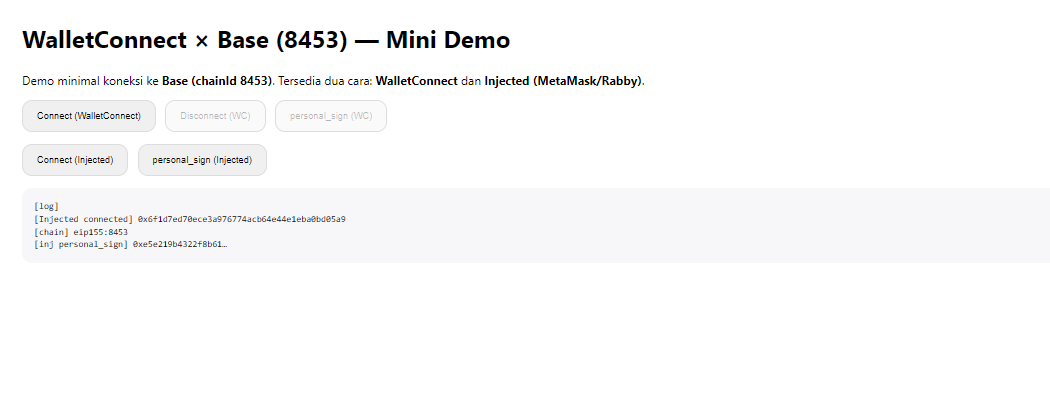 WalletConnect × Base (8453) — Mini Demo
Demo minimal koneksi ke Base (chainId 8453). Tersedia dua cara: WalletConnect dan Injected (MetaMask/Rabby).
Connect (WalletConnect) Disconnect (WC) personal_sign (WC)
Connect (Injected) personal_sign (Injected)
[log]
[Injected connected] 0x6f1d7ed70ece3a976774acb64e44e1eba0bd05a9
[chain] eip155:8453
[inj personal_sign] 0xe5e219b4322f8b61…